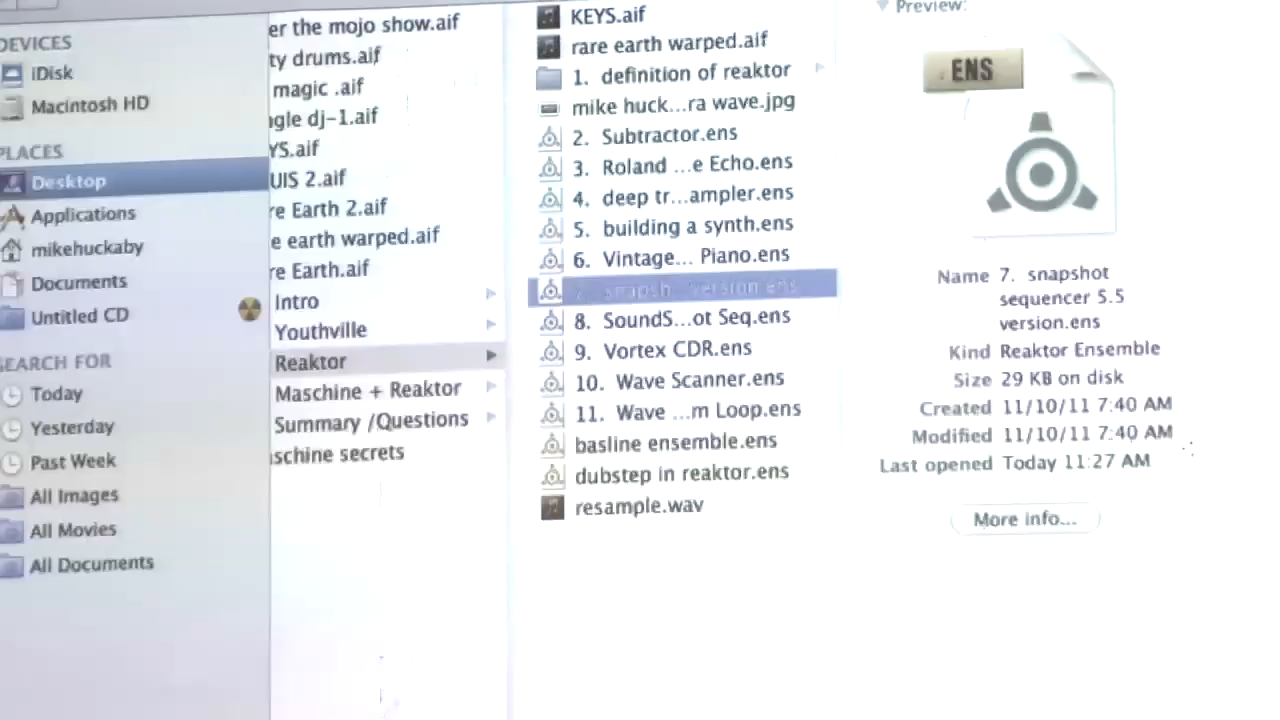 DEVICES
iDisk
Macintosh HD
PLACES
Desktop
Applications
mikehuckaby
Documents
Untitled CD
SEARCH FOR
Today
Yesterday
Past Week
All Images
All Movies
All Documents
er the mojo show.aif
ty drums.aif
magic .aif
ngle dj-1.aif
YS.aif
UIS 2.aif
re Earth 2.aif
e earth warped.aif
re Earth.aif
Intro
Youthville
Reaktor
Maschine + Reaktor
Summary /Questions
schine secrets
KEYS.aif
rare earth warped.aif
1. definition of reaktor
mike huck...ra wave.jpg
2. Subtractor.ens
3. Roland ...e Echo.ens
4. deep tr...ampler.ens
5. building a synth.ens
6. Vintage... Piano.ens
7. snapsh...version.ens
8. SoundS...ot Seq.ens
9. Vortex CDR.ens
10. Wave Scanner.ens
11. Wave ...m Loop.ens
basline ensemble.ens
dubstep in reaktor.ens
resample.wav
Preview:
ENS
Name 7. snapshot
sequencer 5.5
version.ens
Kind Reaktor Ensemble
Size 29 KB on disk
Created 11/10/11 7:40 AM
Modified 11/10/11 7:40 AM
Last opened Today 11:27 AM
More info...